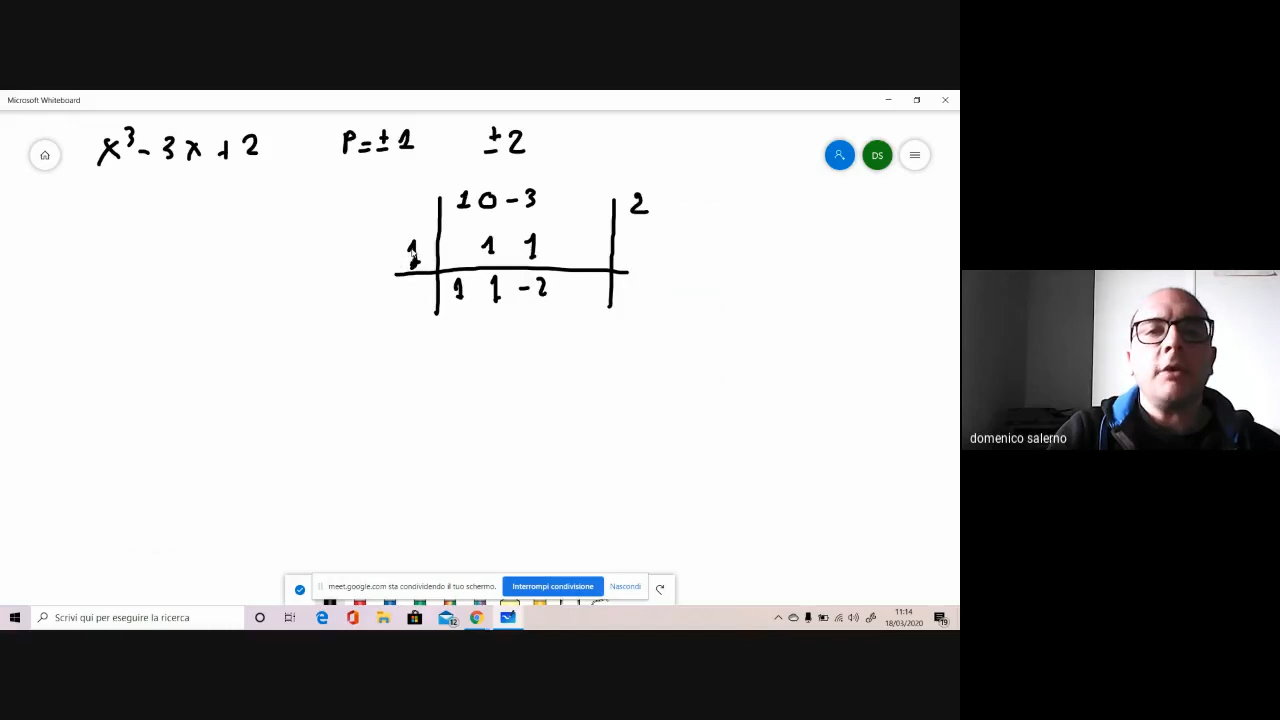 Microsoft Whiteboard
x³ - 3x + 2 P = ± 1 ± 2
DS
1 0 - 3 2
1 1 1
1 1 - 2
domenico salerno
meet.google.com sta condividendo il tuo schermo. Interrompi condivisione Nascondi
Scrivi qui per eseguire la ricerca
12
11:14
18/03/2020
19